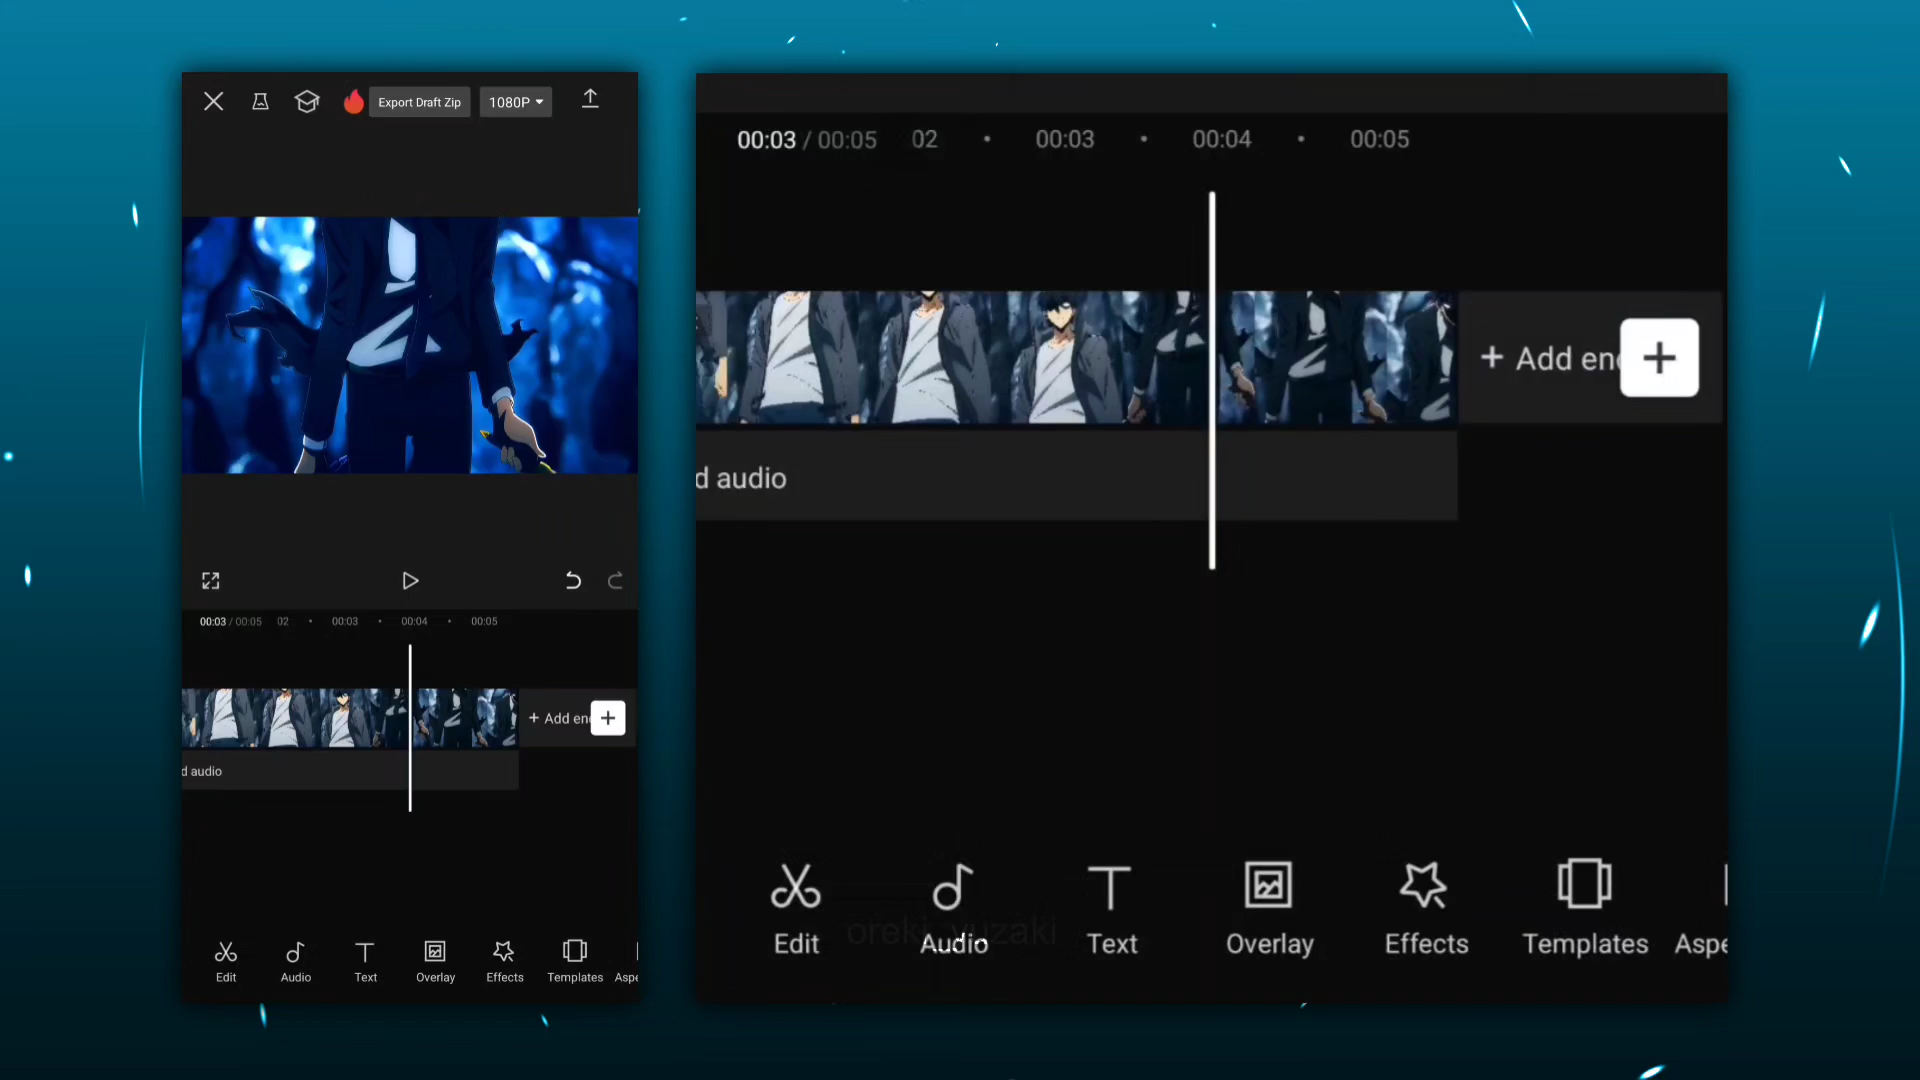 Export Draft Zip 1080P
00:03 / 00:05 02 00:03 00:04 00:05
+ Add en
d audio
Edit Audio Text Overlay Effects Templates Aspe
00:03 / 00:05 02 00:03 00:04 00:05
+ Add en
d audio
Edit Audio Text Overlay Effects Templates Aspe